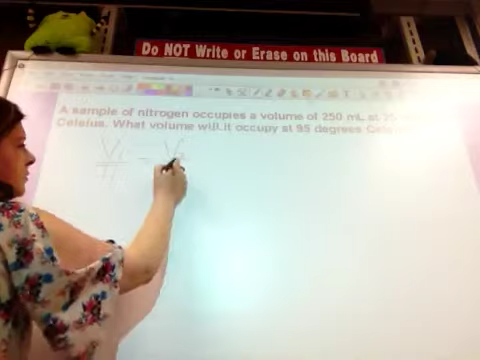 Do NOT Write or Erase on this Board
A sample of nitrogen occupies a volume of 250 mL at 25
Celsius. What volume will it occupy at 95 degrees
V₁ = V
T₁